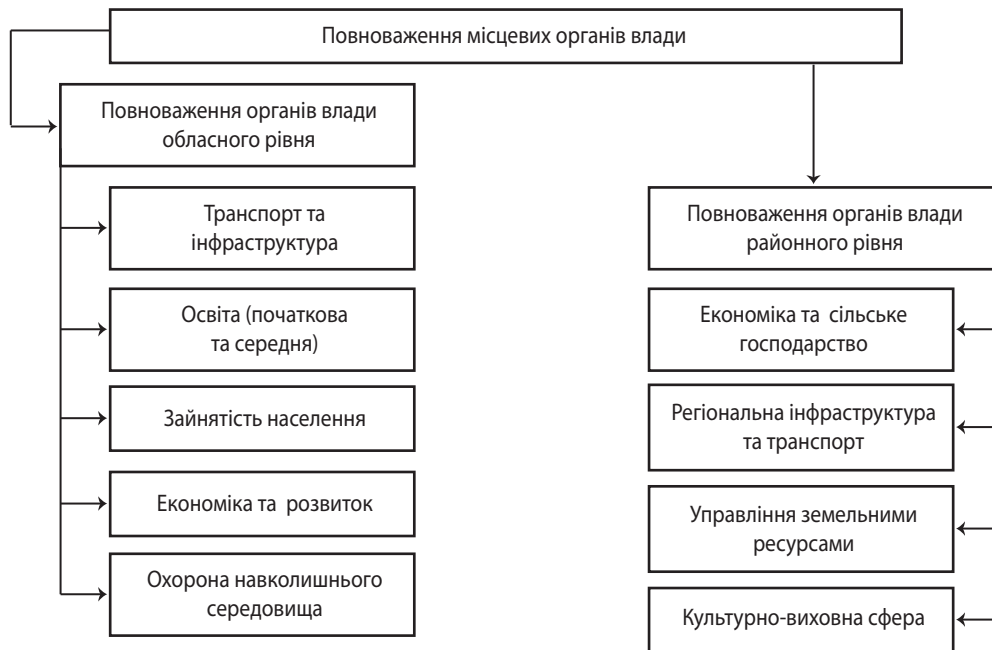 Повноваження місцевих органів влади
Повноваження органів влади
обласного рівня
Транспорт та
інфраструктура
Освіта (початкова
та середня)
Зайнятість населення
Економіка та розвиток
Охорона навколишнього
середовища
Повноваження органів влади
районного рівня
Економіка та сільське
господарство
Регіональна інфраструктура
та транспорт
Управління земельними
ресурсами
Культурно-виховна сфера